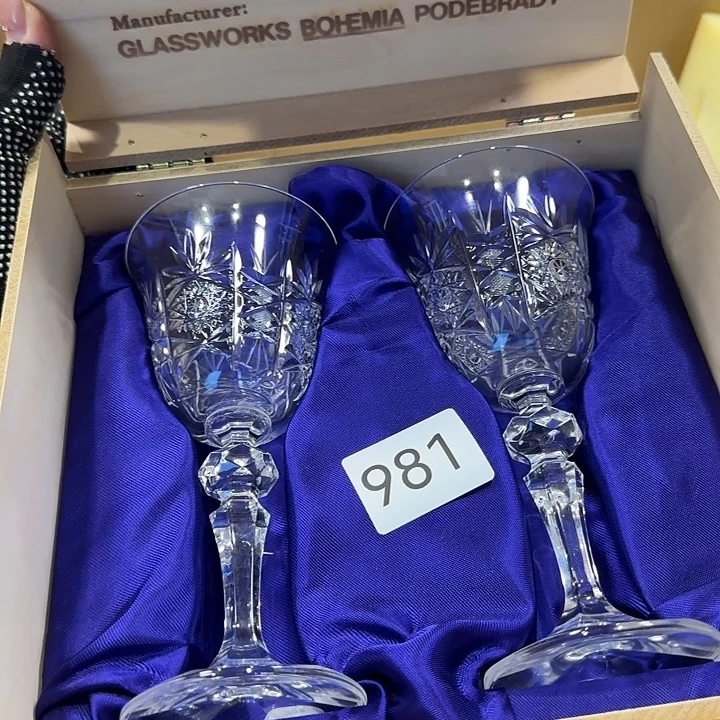 Manufacturer:
GLASSWORKS BOHEMIA PODEBRADY
981